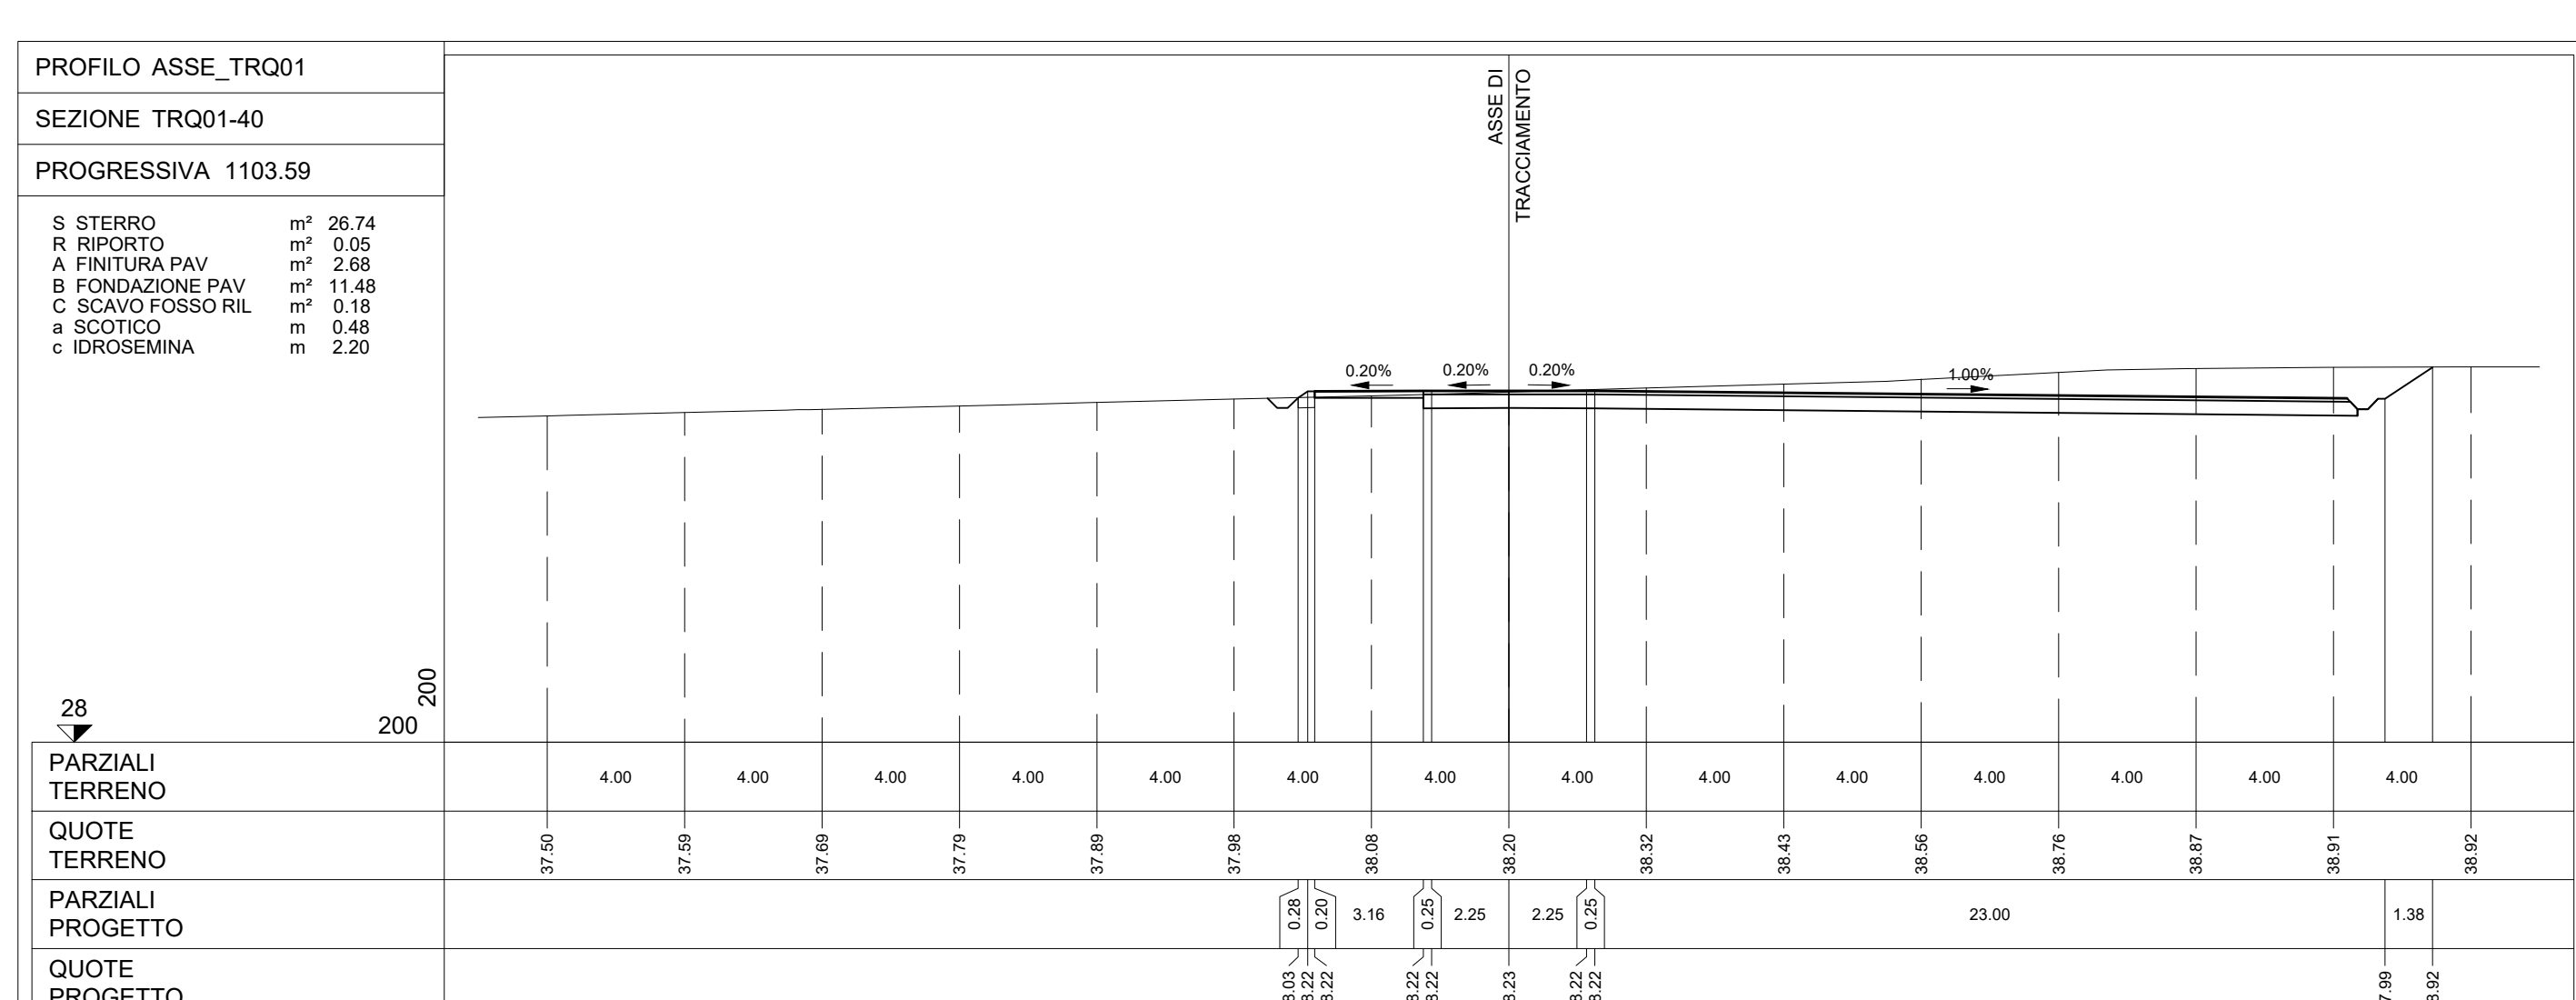 PROFILO ASSE_TRQ01
SEZIONE TRQ01-40
PROGRESSIVA 1103.59
S STERRO m² 26.74
R RIPORTO m² 0.05
A FINITURA PAV m² 2.68
B FONDAZIONE PAV m² 11.48
C SCAVO FOSSO RIL m² 0.18
a SCOTICO m 0.48
c IDROSEMINA m 2.20
ASSE DI
TRACCIAMENTO
0.20% 0.20% 0.20% 1.00%
28
200
200
PARZIALI
TERRENO
4.00 4.00 4.00 4.00 4.00 4.00 4.00 4.00 4.00 4.00 4.00 4.00 4.00 4.00
QUOTE
TERRENO
37.50 37.59 37.69 37.79 37.89 37.98 38.08 38.20 38.32 38.43 38.56 38.76 38.87 38.91 38.92
PARZIALI
PROGETTO
0.28 0.20 3.16 0.25 2.25 2.25 0.25 23.00 1.38
QUOTE
PROGETTO